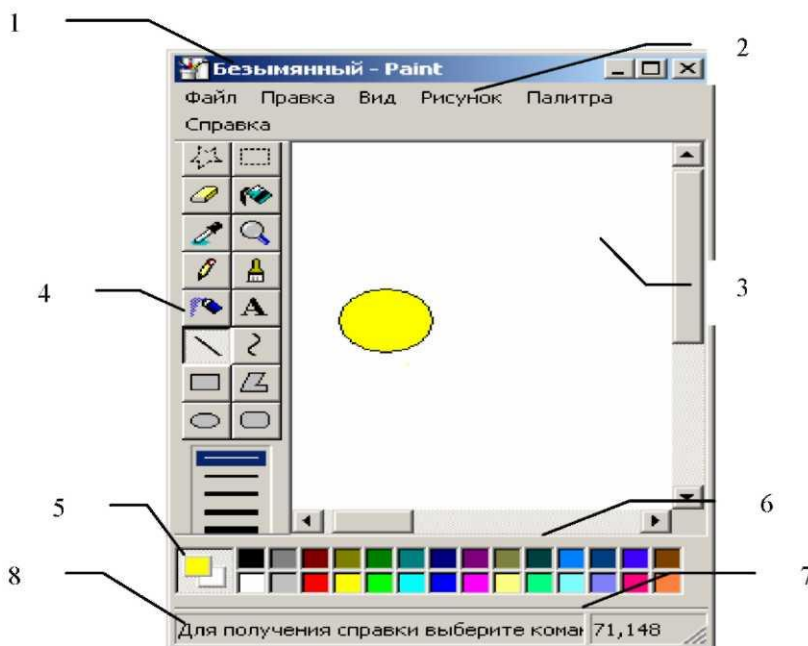 1
2
Безымянный - Paint
Файл Правка Вид Рисунок Палитра
Справка
3
4
A
5
6
7
8
Для получения справки выберите коман
71,148